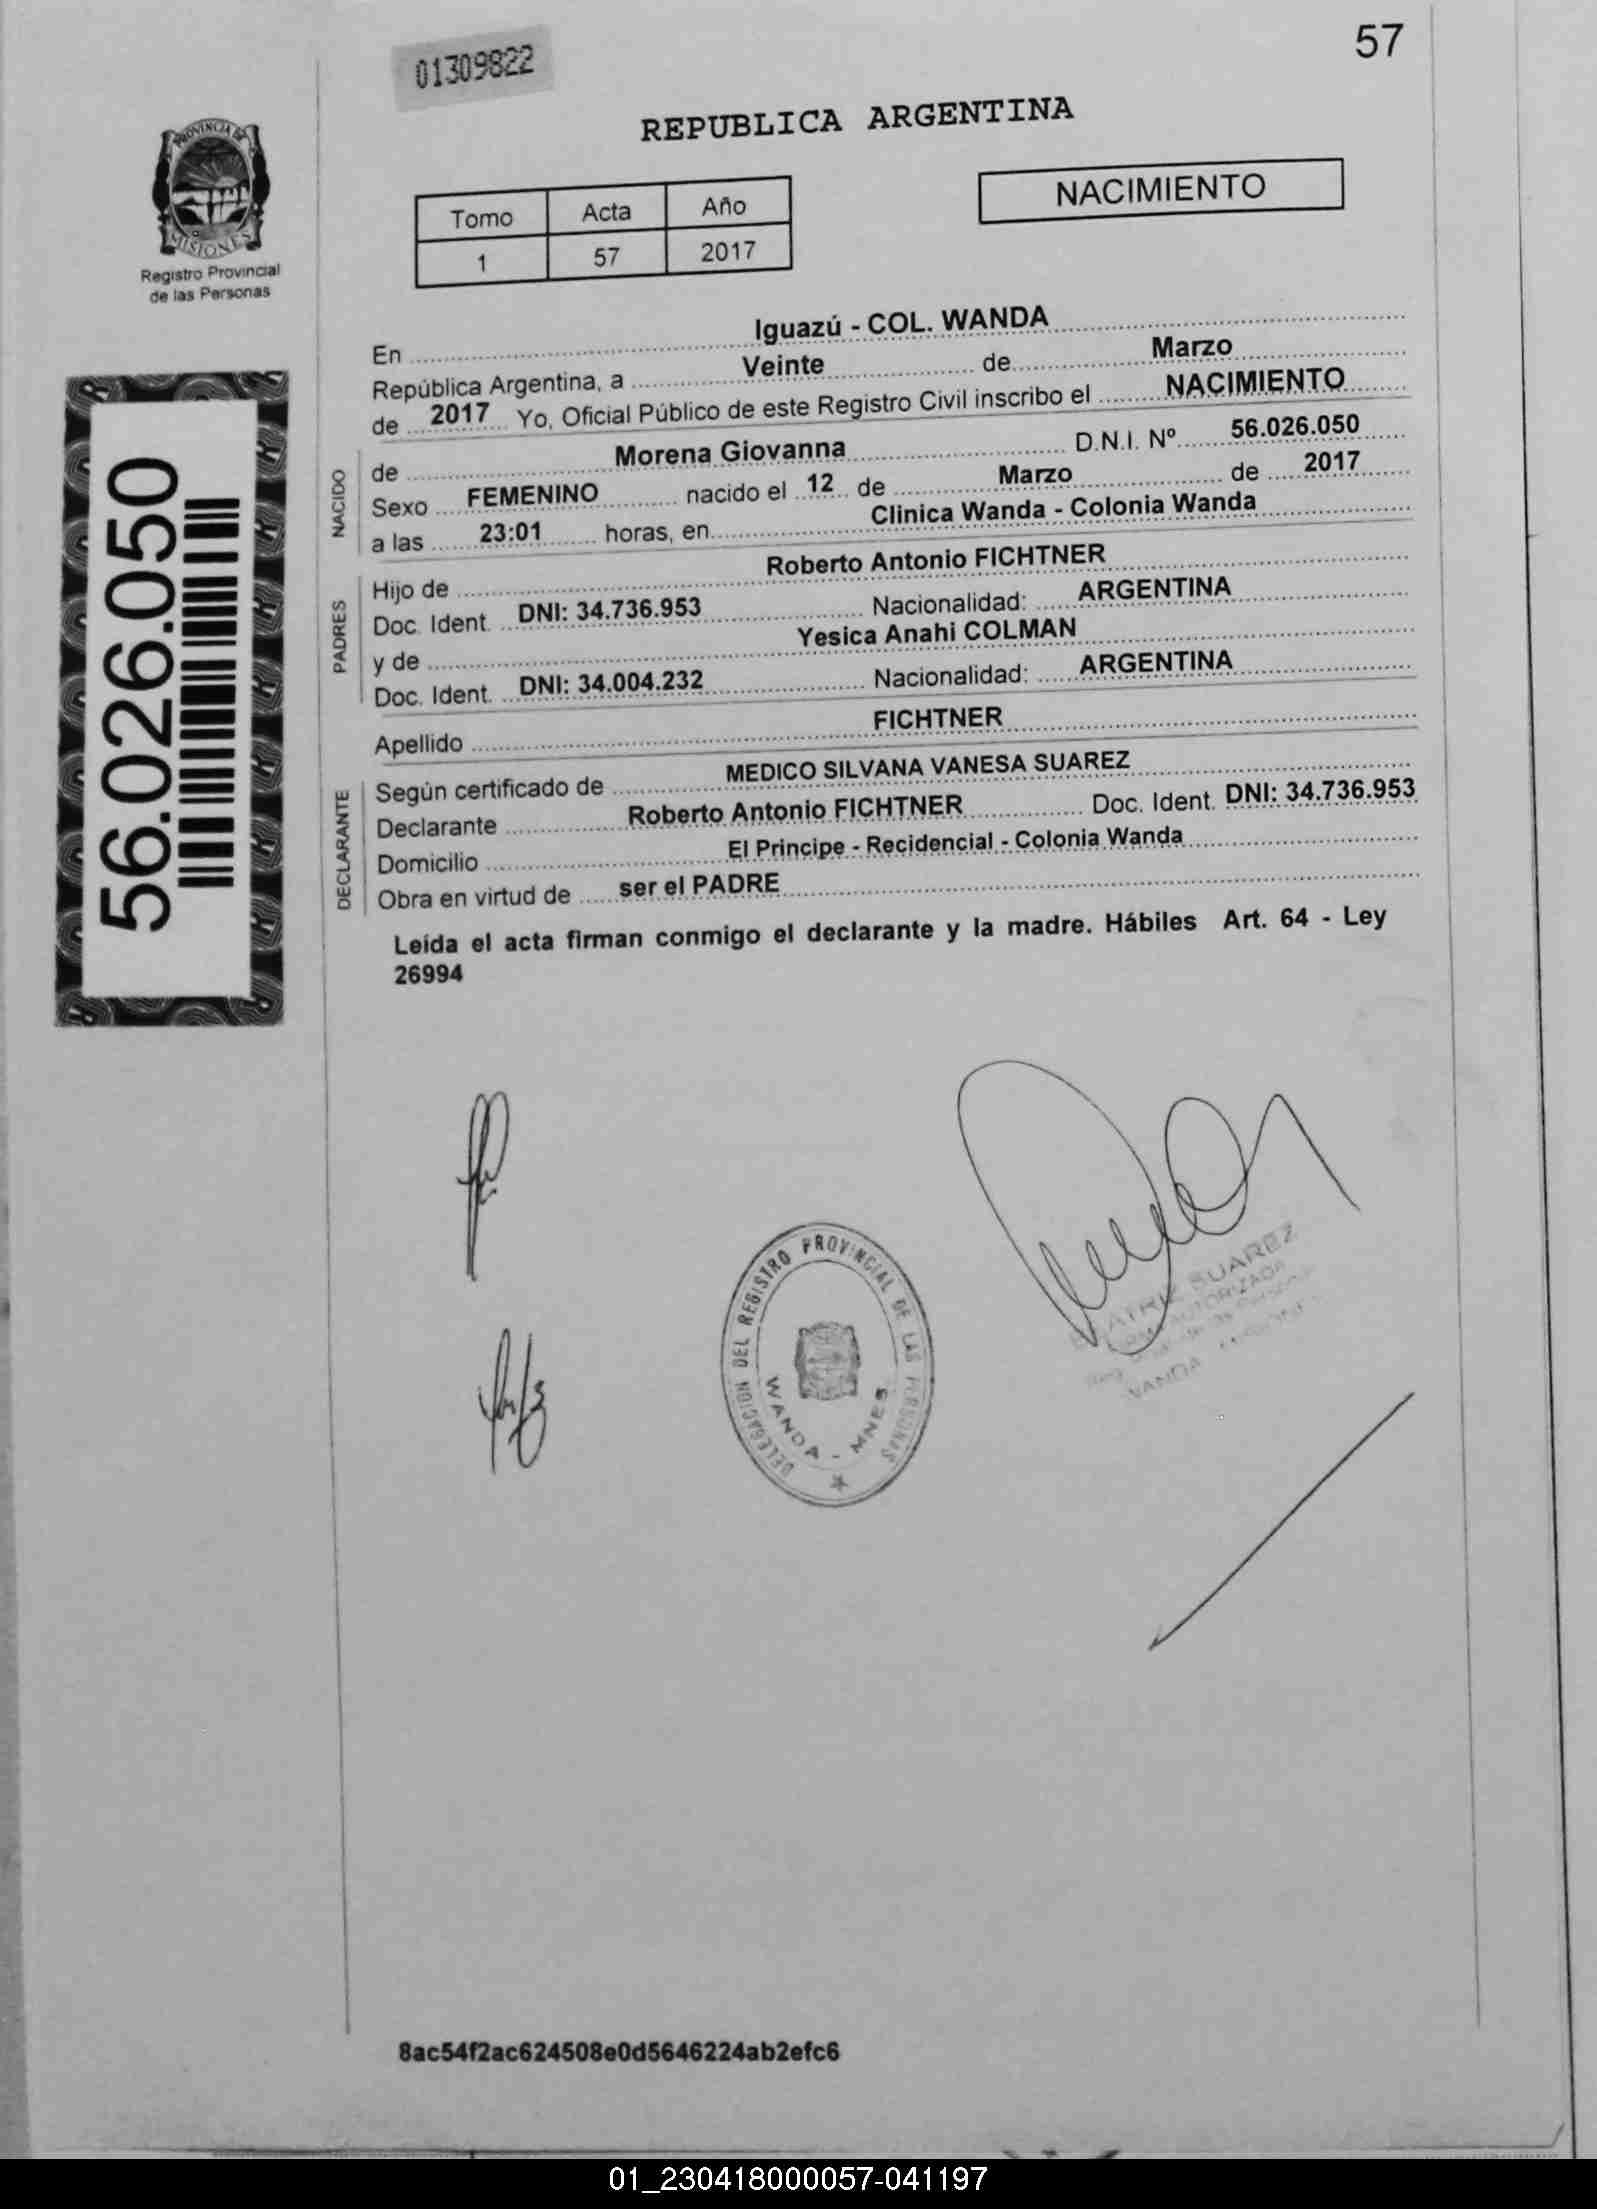 57
01309822
REPUBLICA ARGENTINA
PROVINCIA DE
MISIONES
Registro Provincial
de las Personas
NACIMIENTO
Tomo Acta Año
1 57 2017
En Iguazú - COL. WANDA
República Argentina, a Veinte de Marzo
de 2017 Yo, Oficial Público de este Registro Civil inscribo el NACIMIENTO
NACIDO
de Morena Giovanna D.N.I. Nº 56.026.050
Sexo FEMENINO nacido el 12 de Marzo de 2017
a las 23:01 horas, en Clinica Wanda - Colonia Wanda
PADRES
Hijo de Roberto Antonio FICHTNER
Doc. Ident. DNI: 34.736.953 Nacionalidad: ARGENTINA
y de Yesica Anahi COLMAN
Doc. Ident. DNI: 34.004.232 Nacionalidad: ARGENTINA
Apellido FICHTNER
DECLARANTE
Según certificado de MEDICO SILVANA VANESA SUAREZ
Declarante Roberto Antonio FICHTNER Doc. Ident. DNI: 34.736.953
Domicilio El Principe - Recidencial - Colonia Wanda
Obra en virtud de ser el PADRE
Leída el acta firman conmigo el declarante y la madre. Hábiles Art. 64 - Ley
26994
56.026.050
DELEGACION DEL REGISTRO PROVINCIAL DE LAS PERSONAS
WANDA - MNES
SUAREZ
AUTORIZADA
WANDA
8ac54f2ac624508e0d5646224ab2efc6
01_230418000057-041197